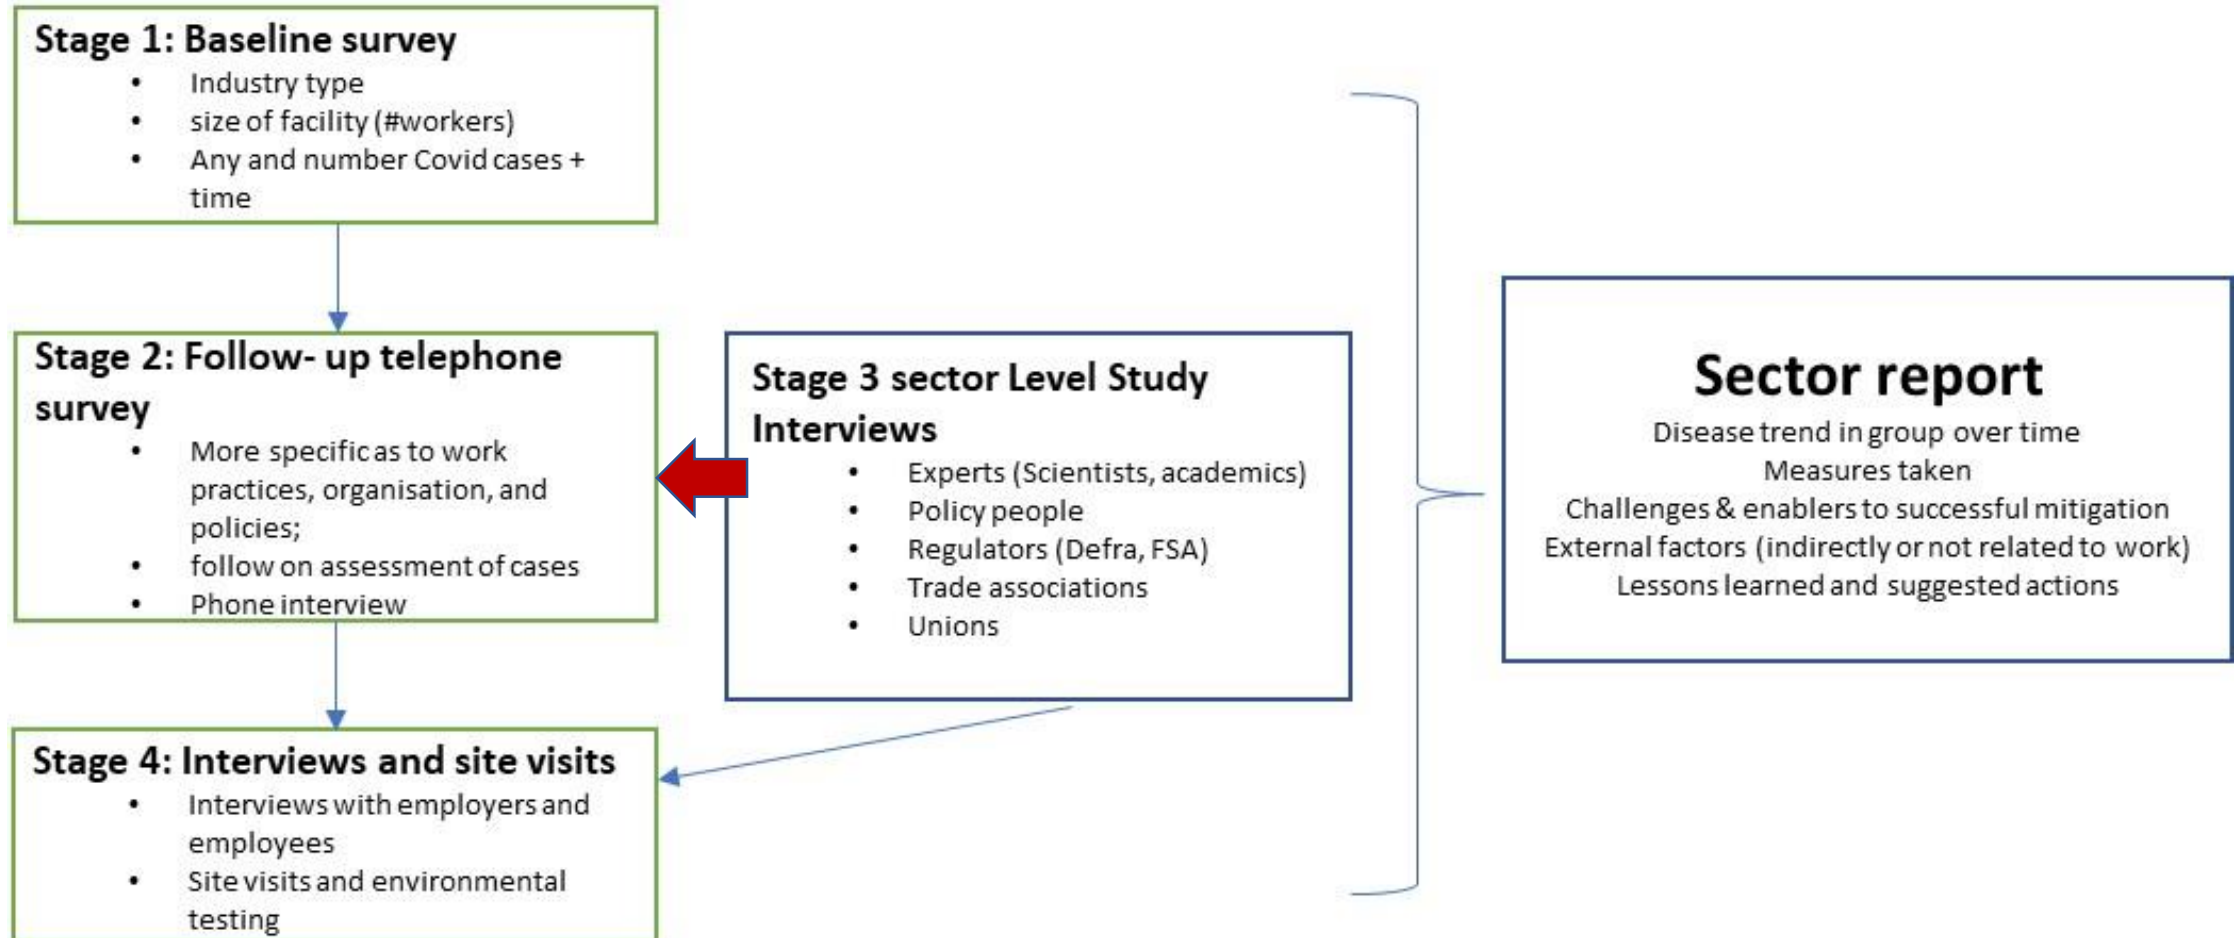 Stage 1: Baseline survey
• Industry type
• size of facility (#workers)
• Any and number Covid cases +
time
Stage 2: Follow- up telephone
survey
• More specific as to work
practices, organisation, and
policies;
• follow on assessment of cases
• Phone interview
Stage 3 sector Level Study
Interviews
• Experts (Scientists, academics)
• Policy people
• Regulators (Defra, FSA)
• Trade associations
• Unions
Stage 4: Interviews and site visits
• Interviews with employers and
employees
• Site visits and environmental
testing
Sector report
Disease trend in group over time
Measures taken
Challenges & enablers to successful mitigation
External factors (indirectly or not related to work)
Lessons learned and suggested actions